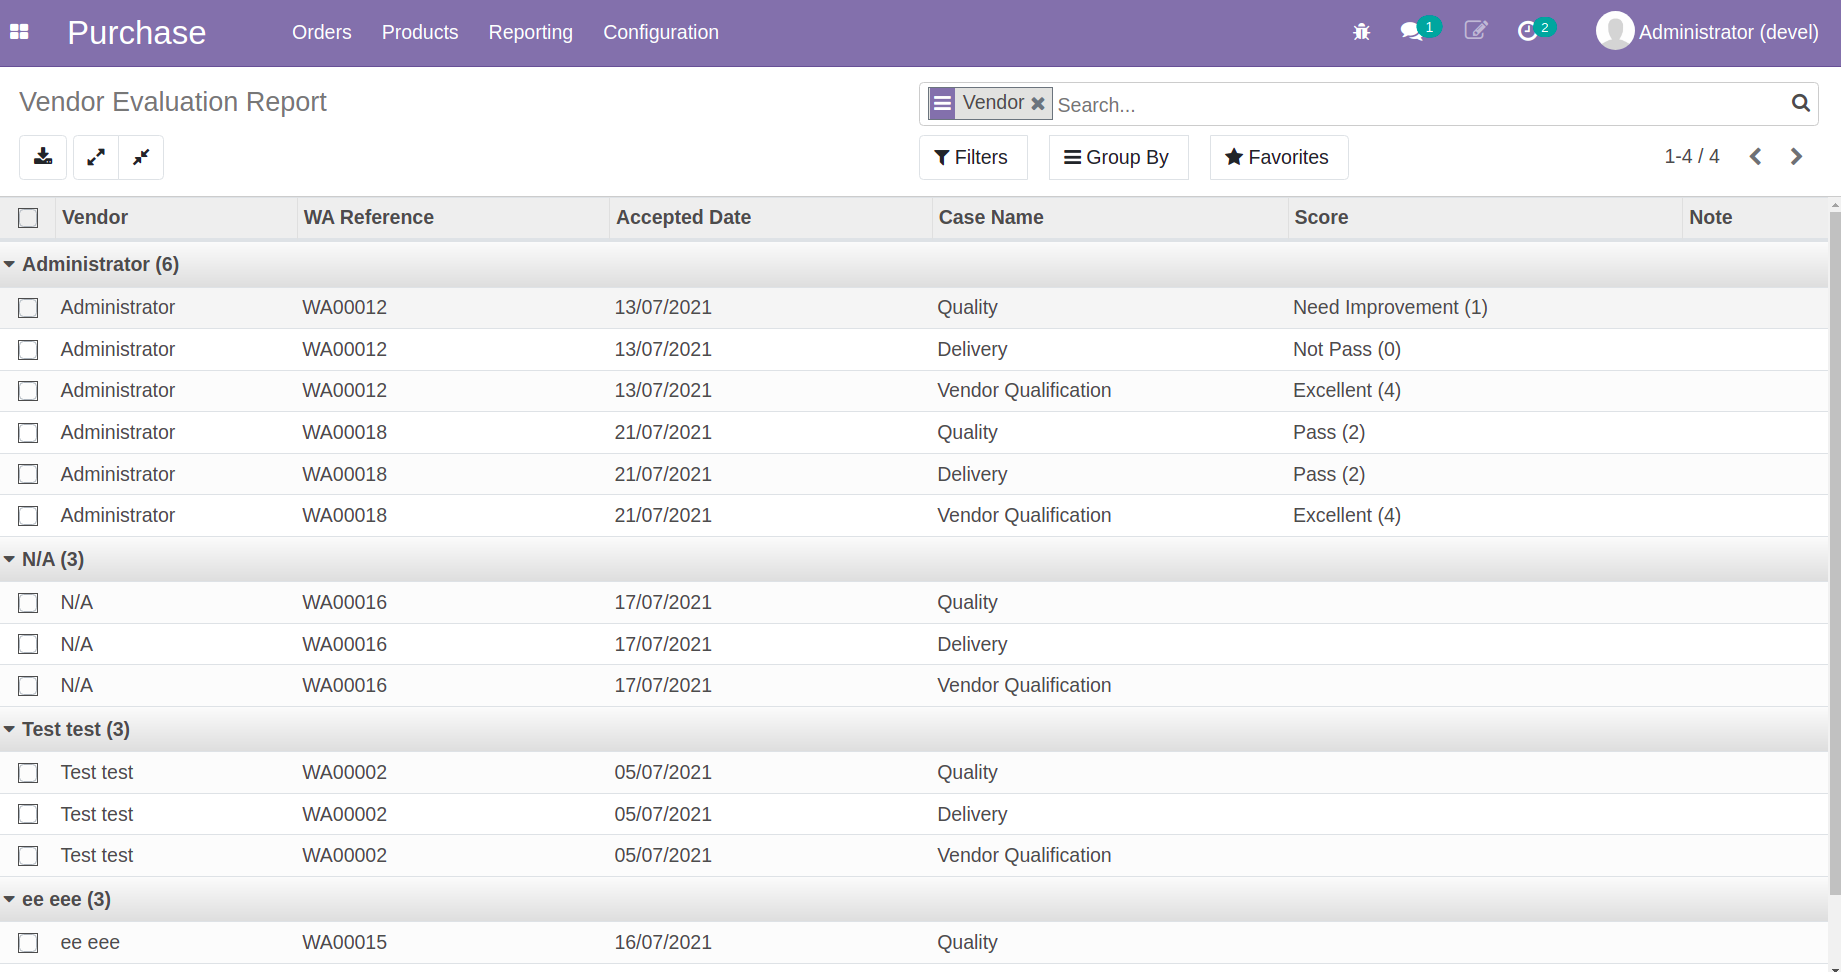 Purchase Orders Products Reporting Configuration 1 2 Administrator (devel)
Vendor Evaluation Report Vendor Search...
Filters Group By Favorites 1-4 / 4
Vendor WA Reference Accepted Date Case Name Score Note
Administrator (6)
Administrator WA00012 13/07/2021 Quality Need Improvement (1)
Administrator WA00012 13/07/2021 Delivery Not Pass (0)
Administrator WA00012 13/07/2021 Vendor Qualification Excellent (4)
Administrator WA00018 21/07/2021 Quality Pass (2)
Administrator WA00018 21/07/2021 Delivery Pass (2)
Administrator WA00018 21/07/2021 Vendor Qualification Excellent (4)
N/A (3)
N/A WA00016 17/07/2021 Quality
N/A WA00016 17/07/2021 Delivery
N/A WA00016 17/07/2021 Vendor Qualification
Test test (3)
Test test WA00002 05/07/2021 Quality
Test test WA00002 05/07/2021 Delivery
Test test WA00002 05/07/2021 Vendor Qualification
ee eee (3)
ee eee WA00015 16/07/2021 Quality